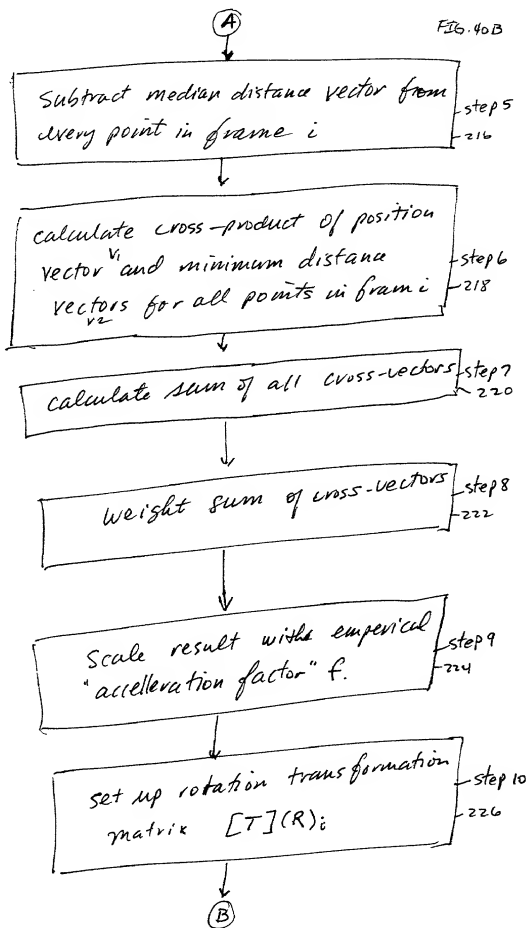 A
FIG. 40B
Subtract median distance vector from
every point in frame i
step 5
216
calculate cross-product of position
vector v1 and minimum distance
vectors v2 for all points in fram i
step 6
218
calculate sum of all cross-vectors
step 7
220
weight sum of cross-vectors
step 8
222
Scale result with emperical
"accelleration factor" f.
step 9
224
set up rotation transformation
matrix [T](R)i
step 10
226
B